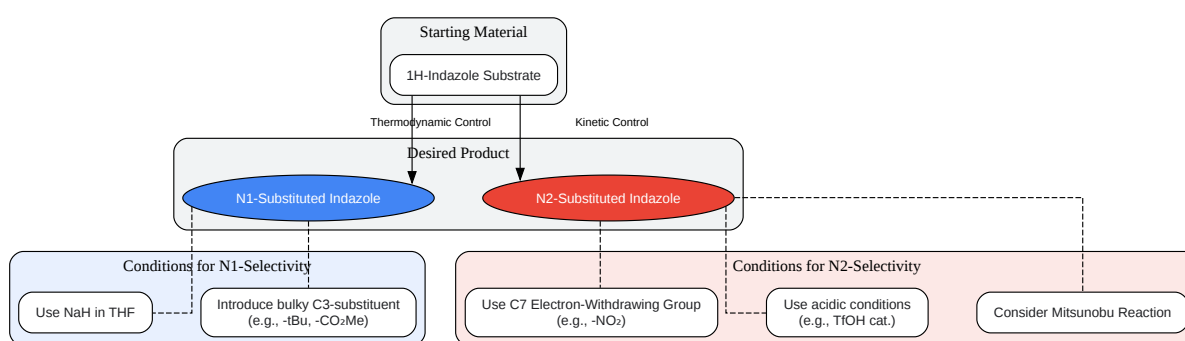 Starting Material
1H-Indazole Substrate
Thermodynamic Control
Kinetic Control
Desired Product
N1-Substituted Indazole
N2-Substituted Indazole
Conditions for N1-Selectivity
Conditions for N2-Selectivity
Use NaH in THF
Introduce bulky C3-substituent
(e.g., -tBu, -CO₂Me)
Use C7 Electron-Withdrawing Group
(e.g., -NO₂)
Use acidic conditions
(e.g., TfOH cat.)
Consider Mitsunobu Reaction